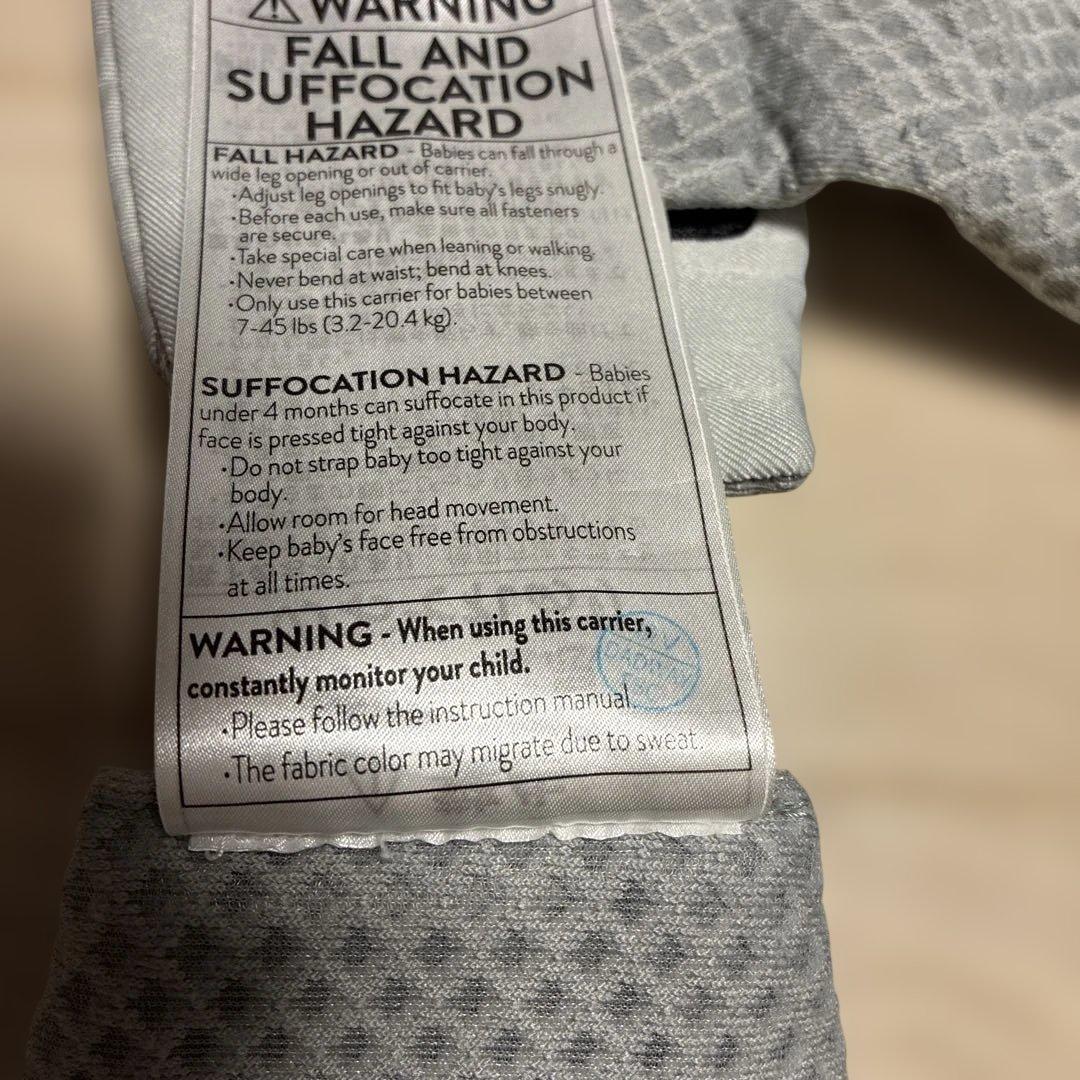 ⚠ WARNING
FALL AND
SUFFOCATION
HAZARD
FALL HAZARD - Babies can fall through a
wide leg opening or out of carrier.
·Adjust leg openings to fit baby's legs snugly.
·Before each use, make sure all fasteners
are secure.
·Take special care when leaning or walking.
·Never bend at waist; bend at knees.
·Only use this carrier for babies between
7-45 lbs (3.2-20.4 kg).
SUFFOCATION HAZARD - Babies
under 4 months can suffocate in this product if
face is pressed tight against your body.
·Do not strap baby too tight against your
body.
·Allow room for head movement.
·Keep baby's face free from obstructions
at all times.
WARNING - When using this carrier,
constantly monitor your child.
·Please follow the instruction manual.
·The fabric color may migrate due to sweat.